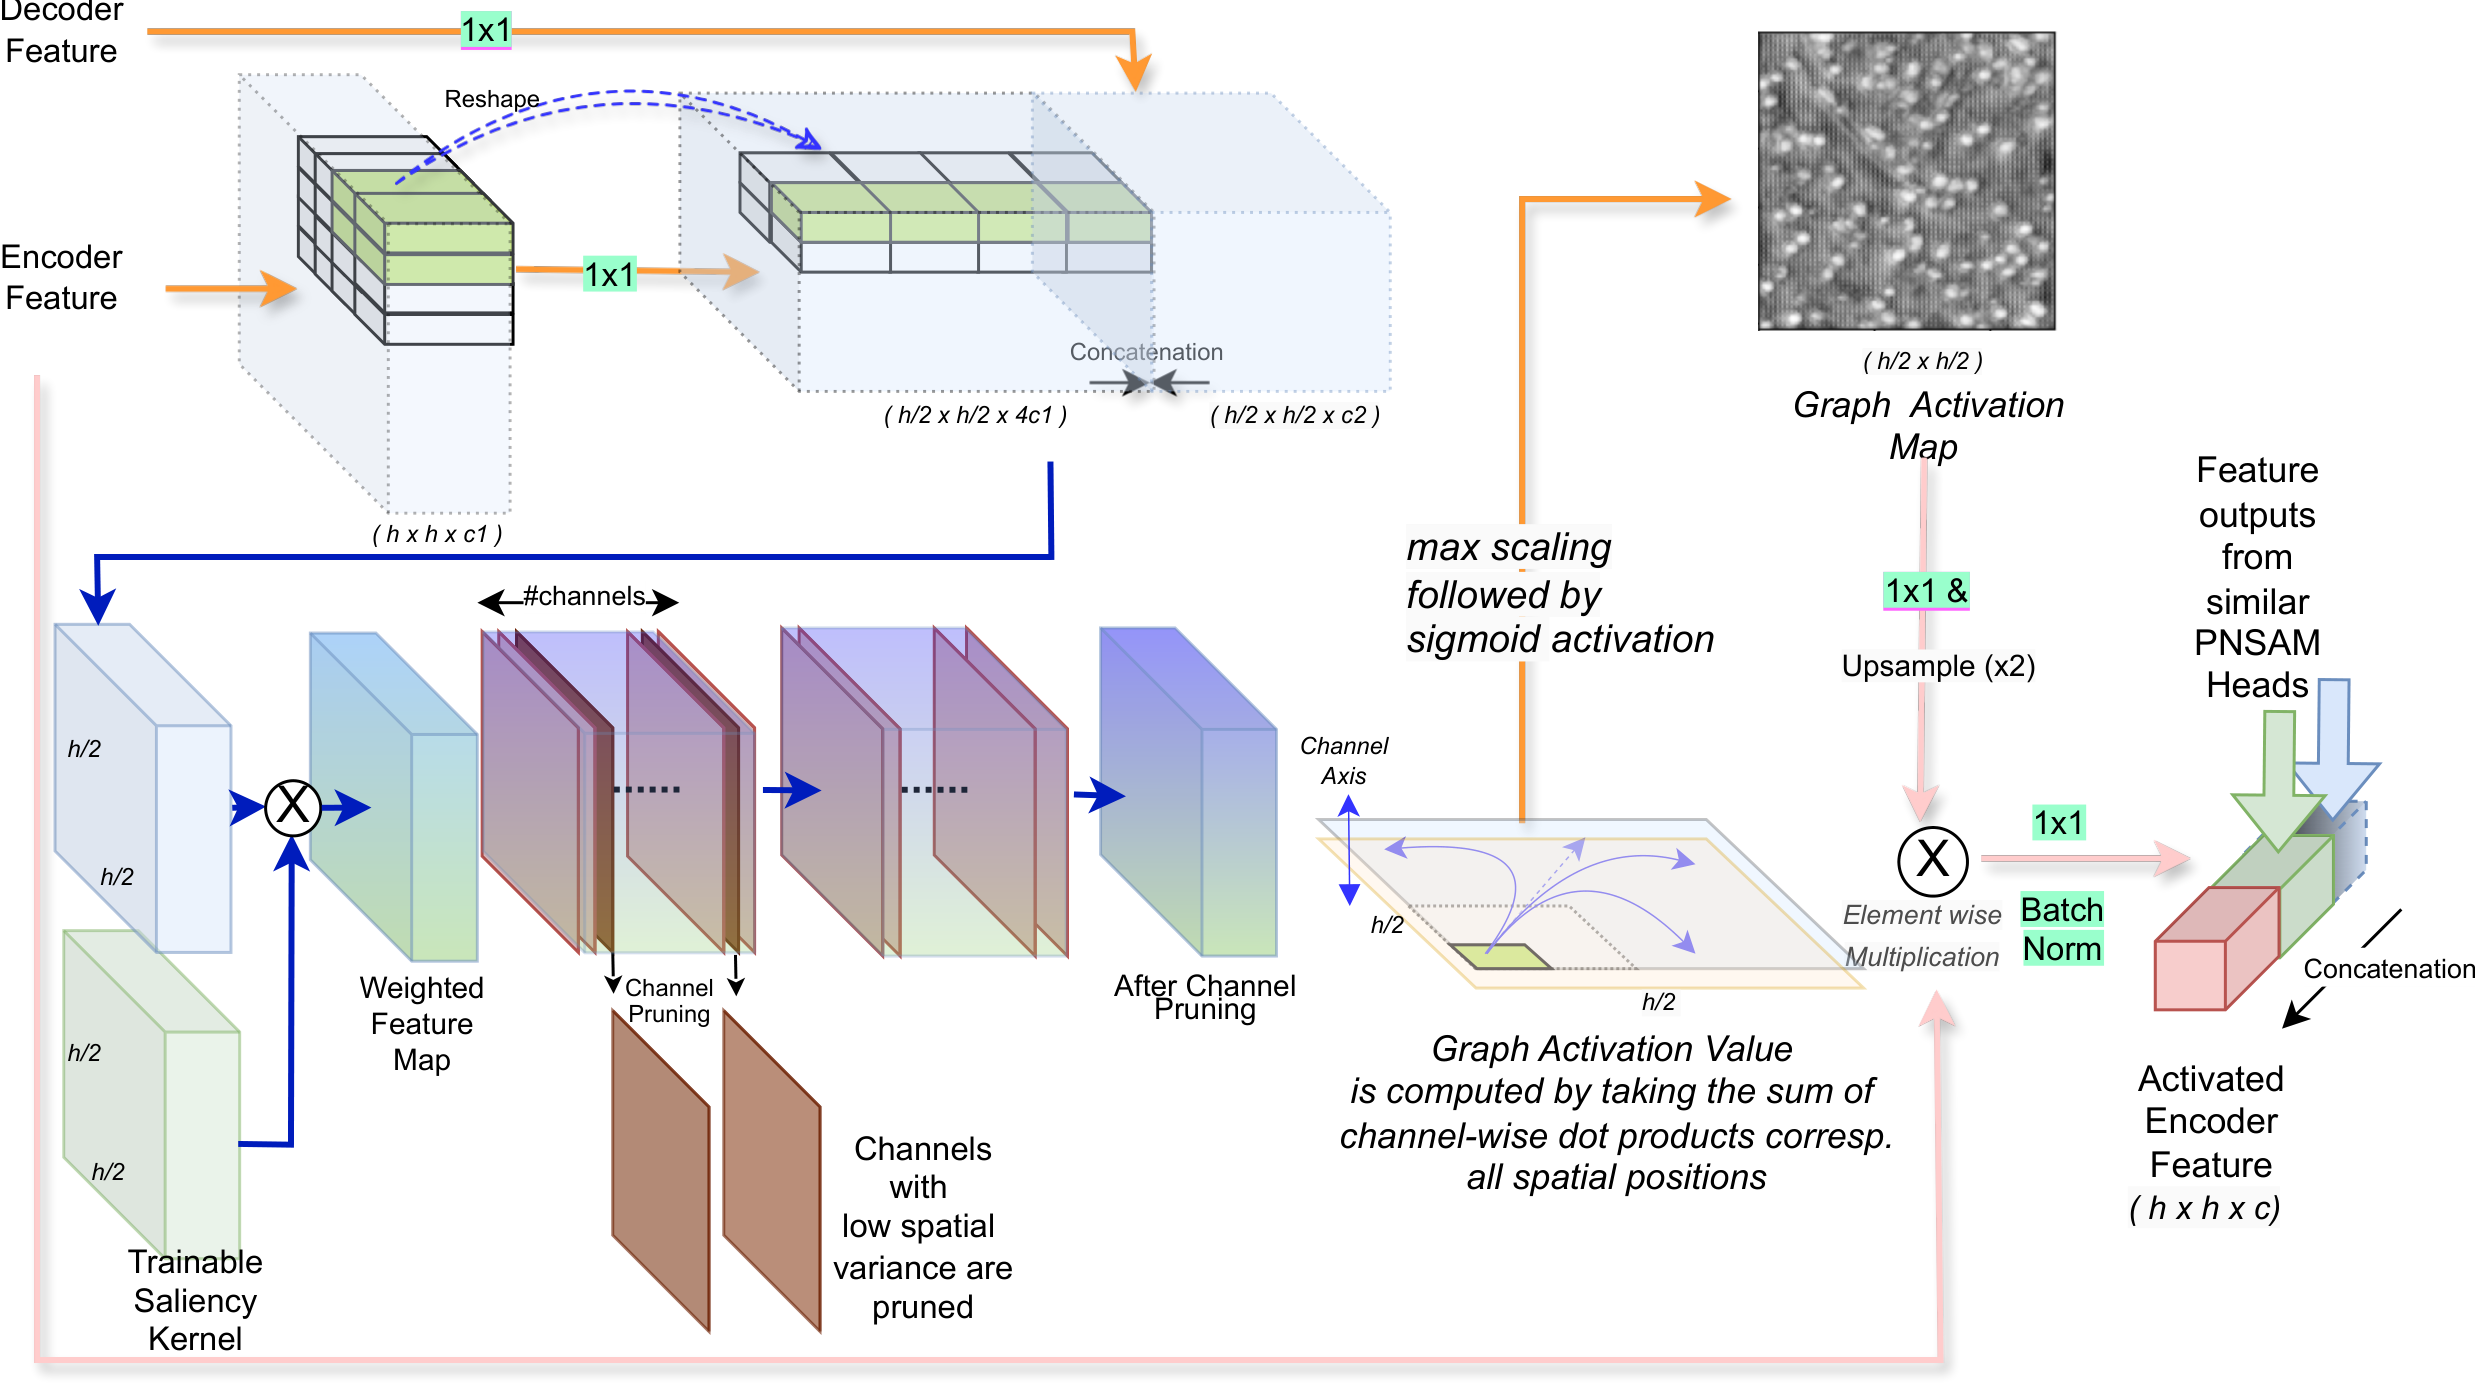 Decoder
Feature
1x1
Reshape
Encoder
Feature
1x1
Concatenation
( h/2 x h/2 x 4c1 )
( h/2 x h/2 x c2 )
( h x h x c1 )
( h/2 x h/2 )
Graph Activation
Map
max scaling
followed by
sigmoid activation
1x1 &
Upsample (x2)
Feature
outputs
from
similar
PNSAM
Heads
#channels
h/2
h/2
X
Weighted
Feature
Map
Channel
Pruning
After Channel
Pruning
h/2
h/2
Trainable
Saliency
Kernel
Channels
with
low spatial
variance are
pruned
Channel
Axis
h/2
h/2
Graph Activation Value
is computed by taking the sum of
channel-wise dot products corresp.
all spatial positions
X
Element wise
Multiplication
1x1
Batch
Norm
Concatenation
Activated
Encoder
Feature
( h x h x c)